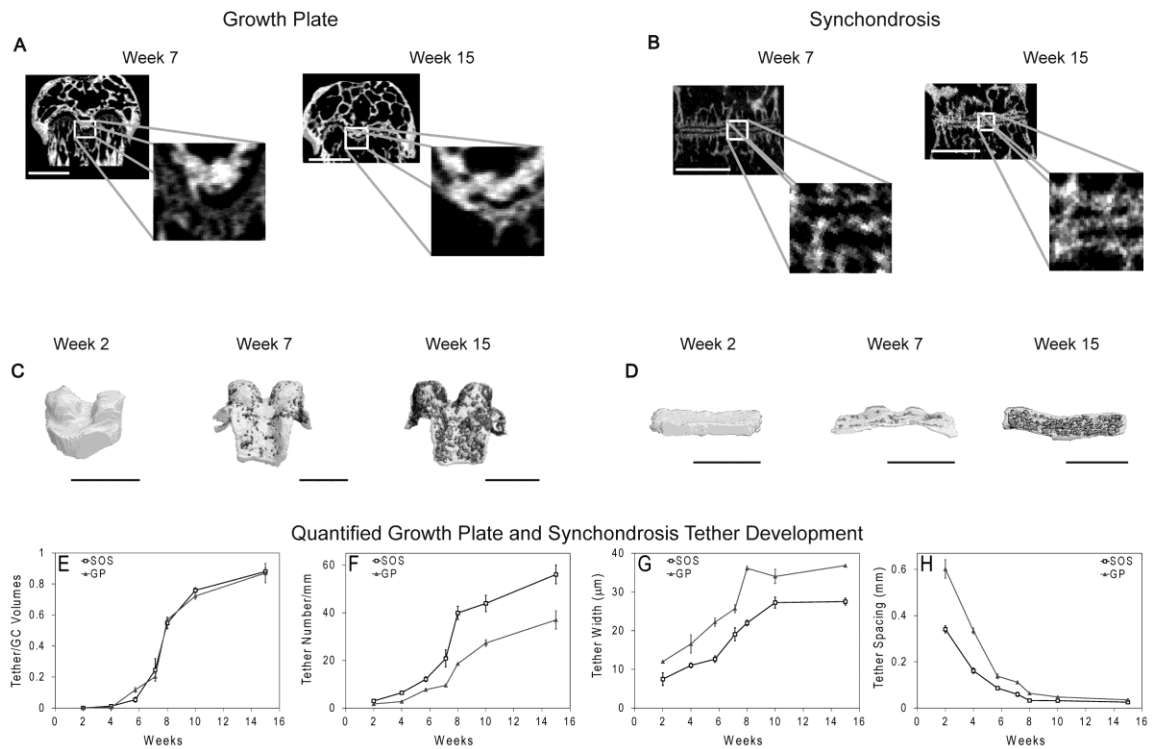 Growth Plate
Synchondrosis
A
Week 7
Week 15
B
Week 7
Week 15
C
Week 2
Week 7
Week 15
D
Week 2
Week 7
Week 15
Quantified Growth Plate and Synchondrosis Tether Development
E
SOS
GP
Tether/GC Volumes
1
0.8
0.6
0.4
0.2
0
0 2 4 6 8 10 12 14 16
Weeks
F
SOS
GP
Tether Number/mm
60
40
20
0
0 2 4 6 8 10 12 14 16
Weeks
G
SOS
GP
Tether Width (μm)
40
30
20
10
0
0 2 4 6 8 10 12 14 16
Weeks
H
SOS
GP
Tether Spacing (mm)
0.6
0.4
0.2
0
0 2 4 6 8 10 12 14 16
Weeks